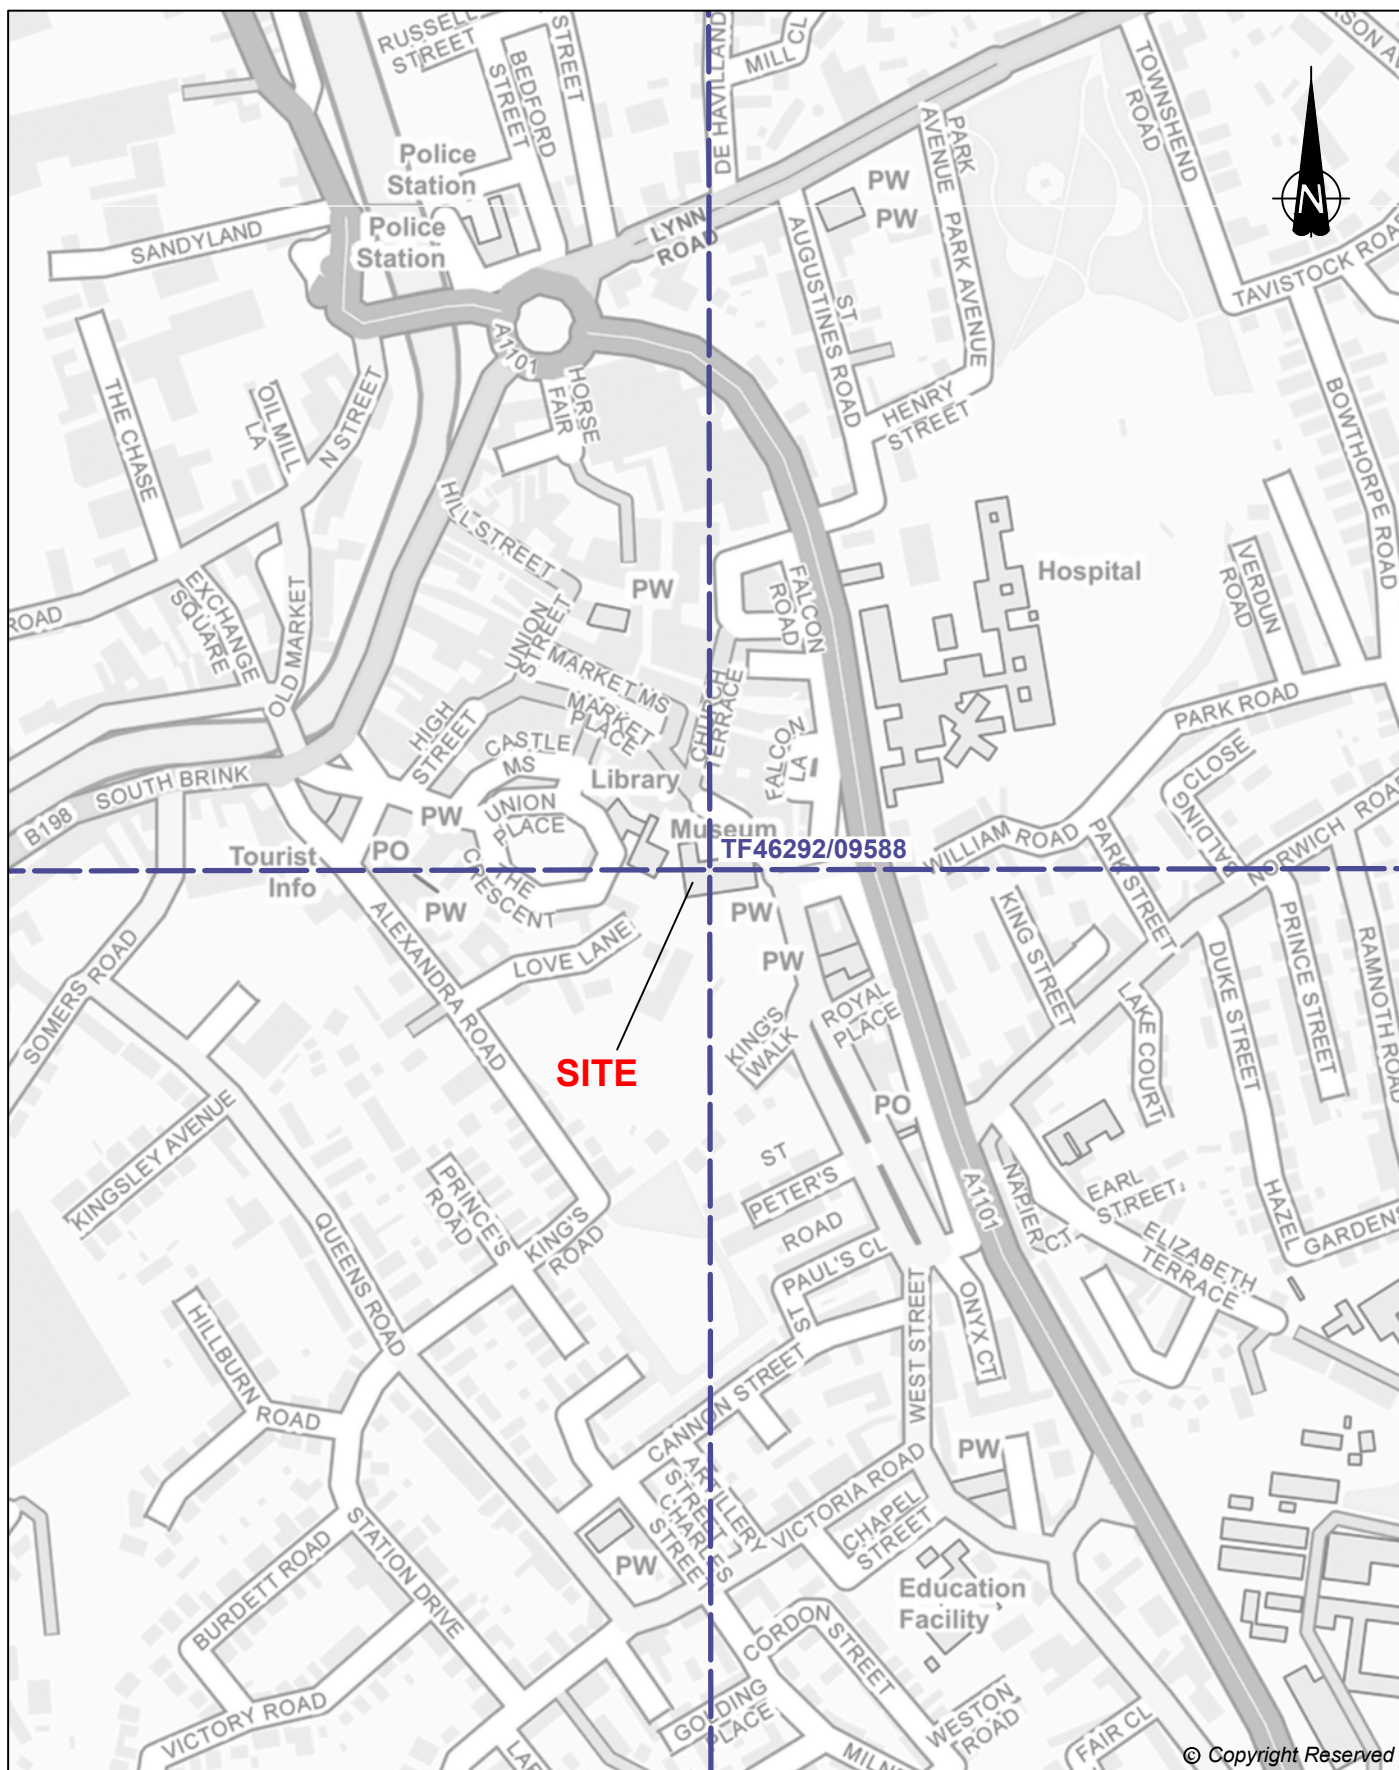 RUSSELL
STREET
STREET
BEDFORD
STREET
DE HAVILLAND
MILL CL
TOWNSHEND
ROAD
SON AV
Police
Station
PARK
AVENUE
PW
PW
PARK AVENUE
N
SANDYLAND
Police
Station
LYNN
ROAD
ST
AUGUSTINES ROAD
TAVISTOCK ROA
A1101
HORSE
FAIR
THE CHASE
OIL MILL
LA
N STREET
HENRY
STREET
BOWTHORPE ROAD
HILL STREET
Hospital
VERDUN
ROAD
ROAD
EXCHANGE
SQUARE
OLD MARKET
PW
FALCON
ROAD
UNION
STREET
MARKET MS
MARKET
PLACE
CHURCH
TERRACE
PARK ROAD
HIGH
STREET
CASTLE
MS
FALCON
LA
SOUTH BRINK
B198
Library
SALDING
CLOSE
UNION
PLACE
PW
Museum
TF46292/09588
WILLIAM ROAD
PARK STREET
NORWICH ROA
Tourist
Info
PO
THE
CRESCENT
PW
PW
ALEXANDRA ROAD
LOVE LANE
PW
KING STREET
PRINCE STREET
DUKE STREET
RAMNOTH ROAD
SOMERS ROAD
ROYAL
PLACE
KING'S
WALK
LAKE COURT
SITE
PO
KINGSLEY AVENUE
PRINCE'S
ROAD
ST
PETER'S
ROAD
A1101
NAPIER CT
EARL
STREET
HAZEL
GARDENS
QUEENS ROAD
KING'S
ROAD
ST
PAUL'S CL
ELIZABETH
TERRACE
HILLBURN
ROAD
WEST STREET
ONYX CT
CANNON STREET
PW
ARTILLERY
STREET
CHARLES
STREET
VICTORIA ROAD
CHAPEL
STREET
STATION DRIVE
BURDETT ROAD
PW
Education
Facility
CORDON STREET
VICTORY ROAD
GOLDING
PLACE
WESTON
ROAD
FAIR CL
MILN
LAR
© Copyright Reserved